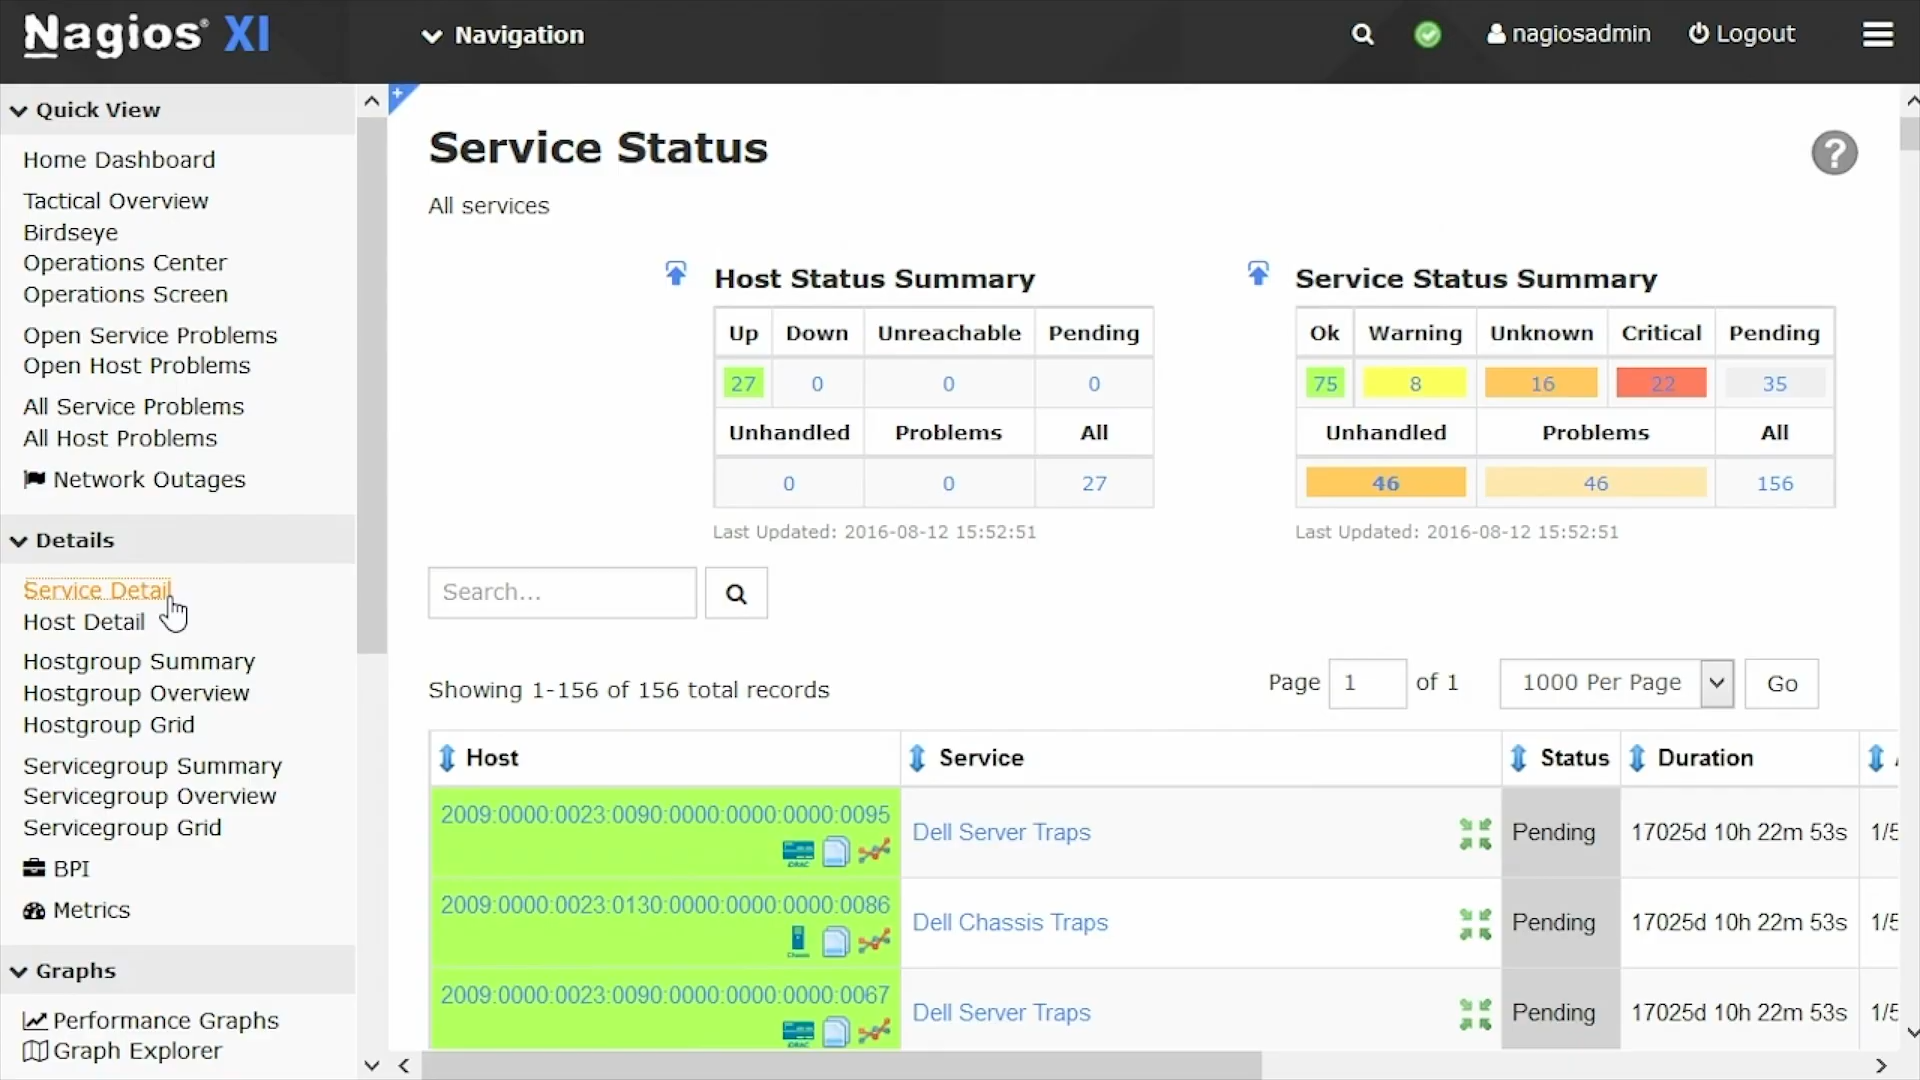 Nagios® XI
Navigation
nagiosadmin
Logout
Quick View
Home Dashboard
Tactical Overview
Birdseye
Operations Center
Operations Screen
Open Service Problems
Open Host Problems
All Service Problems
All Host Problems
Network Outages
Details
Service Detail
Host Detail
Hostgroup Summary
Hostgroup Overview
Hostgroup Grid
Servicegroup Summary
Servicegroup Overview
Servicegroup Grid
BPI
Metrics
Graphs
Performance Graphs
Graph Explorer
Service Status
?
All services
Host Status Summary
Up Down Unreachable Pending
27 0 0 0
Unhandled Problems All
0 0 27
Last Updated: 2016-08-12 15:52:51
Service Status Summary
Ok Warning Unknown Critical Pending
75 8 16 22 35
Unhandled Problems All
46 46 156
Last Updated: 2016-08-12 15:52:51
Search...
Showing 1-156 of 156 total records
Page 1 of 1 1000 Per Page Go
Host Service Status Duration
2009:0000:0023:0090:0000:0000:0000:0095 Dell Server Traps Pending 17025d 10h 22m 53s 1/5
iDRAC
2009:0000:0023:0130:0000:0000:0000:0086 Dell Chassis Traps Pending 17025d 10h 22m 53s 1/5
Chassis
2009:0000:0023:0090:0000:0000:0000:0067 Dell Server Traps Pending 17025d 10h 22m 53s 1/5
iDRAC